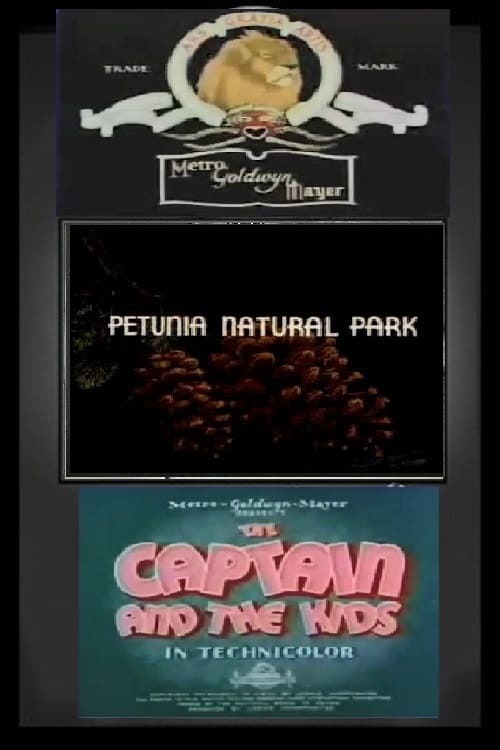 ARS GRATIA ARTIS
TRADE MARK
Metro
Goldwyn
Mayer
PETUNIA NATURAL PARK
Metro-Goldwyn-Mayer
PRESENTS
THE
CAPTAIN
AND THE KIDS
IN TECHNICOLOR